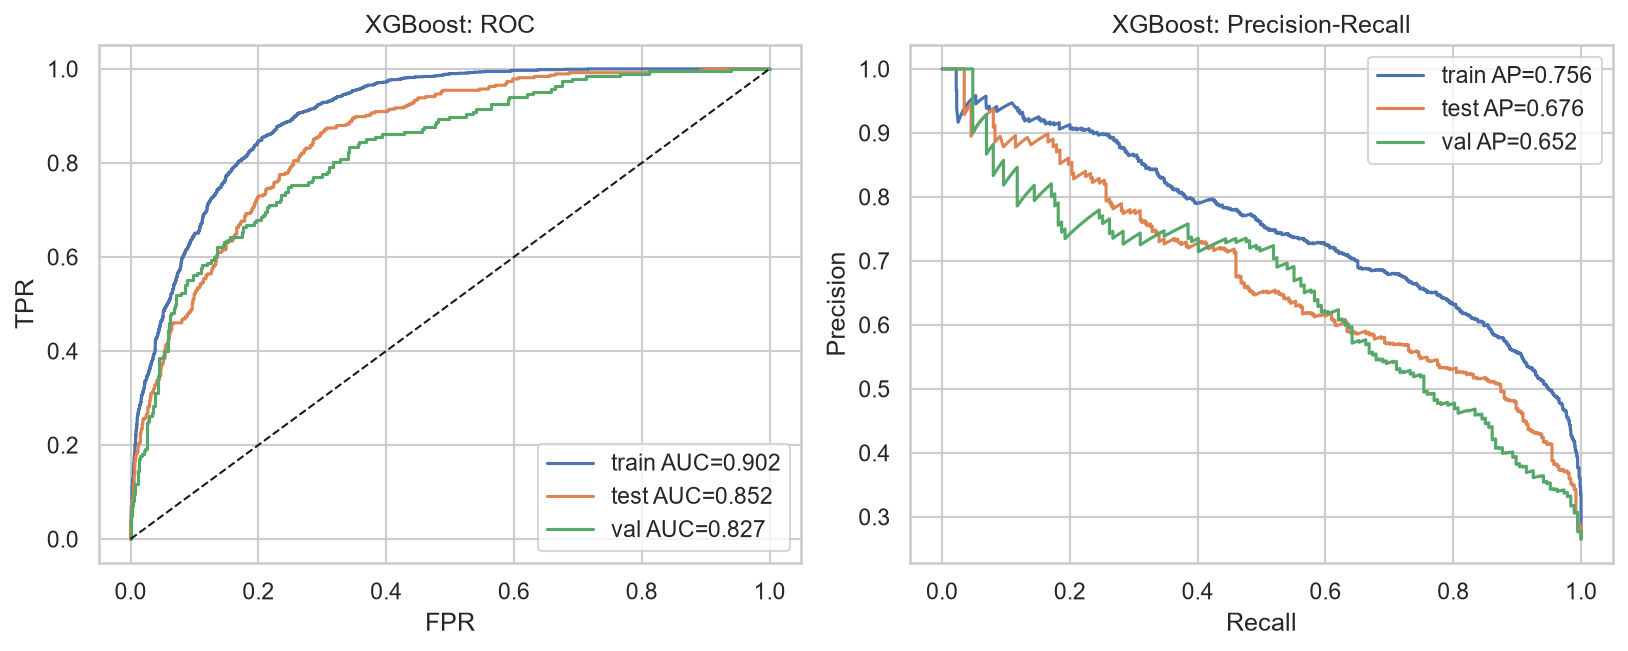 XGBoost: ROC
1.0
0.8
0.6
0.4
0.2
0.0
TPR
0.0 0.2 0.4 0.6 0.8 1.0
FPR
train AUC=0.902
test AUC=0.852
val AUC=0.827
XGBoost: Precision-Recall
1.0
0.9
0.8
0.7
0.6
0.5
0.4
0.3
Precision
0.0 0.2 0.4 0.6 0.8 1.0
Recall
train AP=0.756
test AP=0.676
val AP=0.652